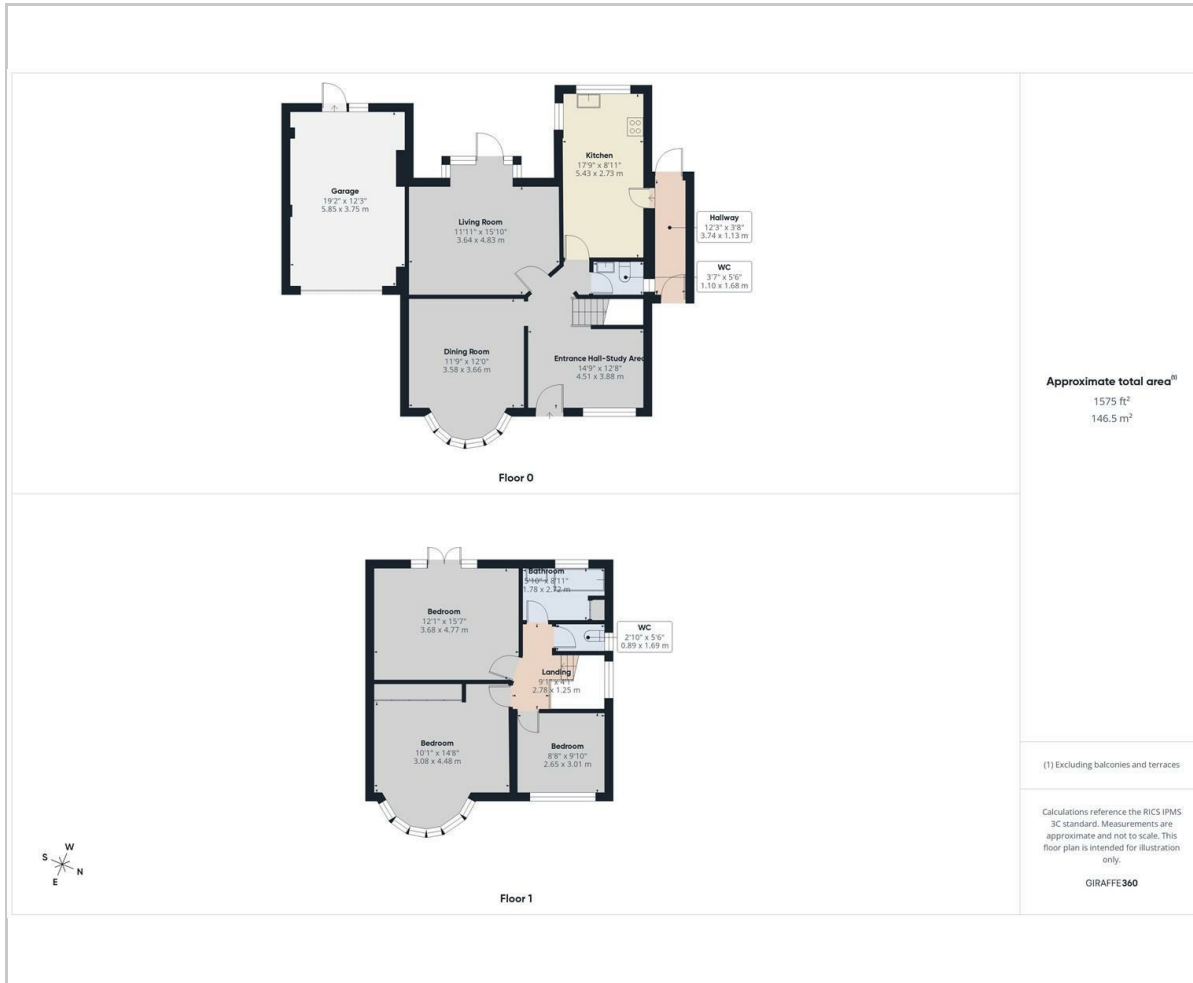 Garage
19'2" x 12'3"
5.85 x 3.75 m
Living Room
11'11" x 15'10"
3.64 x 4.83 m
Kitchen
17'9" x 8'11"
5.43 x 2.73 m
Hallway
12'3" x 3'8"
3.74 x 1.13 m
WC
3'7" x 5'6"
1.10 x 1.68 m
Dining Room
11'9" x 12'0"
3.58 x 3.66 m
Entrance Hall-Study Area
14'9" x 12'8"
4.51 x 3.88 m
Floor 0
Bedroom
12'1" x 15'7"
3.68 x 4.77 m
Bathroom
5'10" x 8'11"
1.78 x 2.72 m
WC
2'10" x 5'6"
0.89 x 1.69 m
Landing
9'1" x 4'1"
2.78 x 1.25 m
Bedroom
10'1" x 14'8"
3.08 x 4.48 m
Bedroom
8'8" x 9'10"
2.65 x 3.01 m
W
S
N
E
Floor 1
Approximate total area(1)
1575 ft²
146.5 m²
(1) Excluding balconies and terraces
Calculations reference the RICS IPMS
3C standard. Measurements are
approximate and not to scale. This
floor plan is intended for illustration
only.
GIRAFFE360